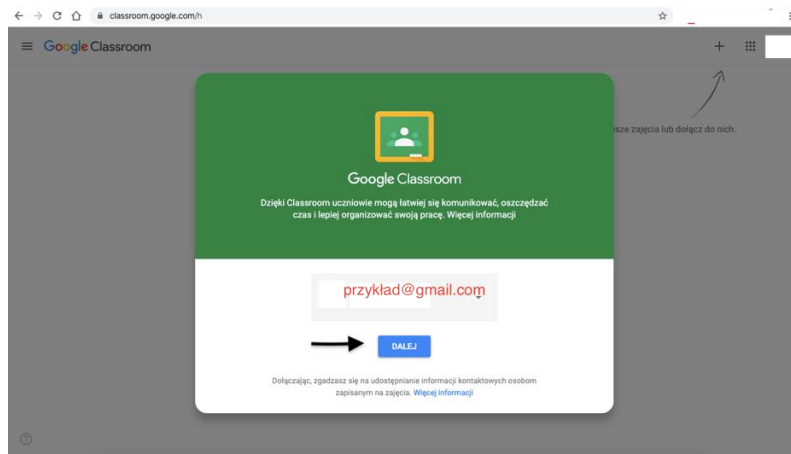 classroom.google.com/h
Google Classroom
sze zajęcia lub dołącz do nich.
Google Classroom
Dzięki Classroom uczniowie mogą łatwiej się komunikować, oszczędzać
czas i lepiej organizować swoją pracę. Więcej informacji
przykład@gmail.com
DALEJ
Dołączając, zgadzasz się na udostępnianie informacji kontaktowych osobom
zapisanym na zajęcia. Więcej informacji